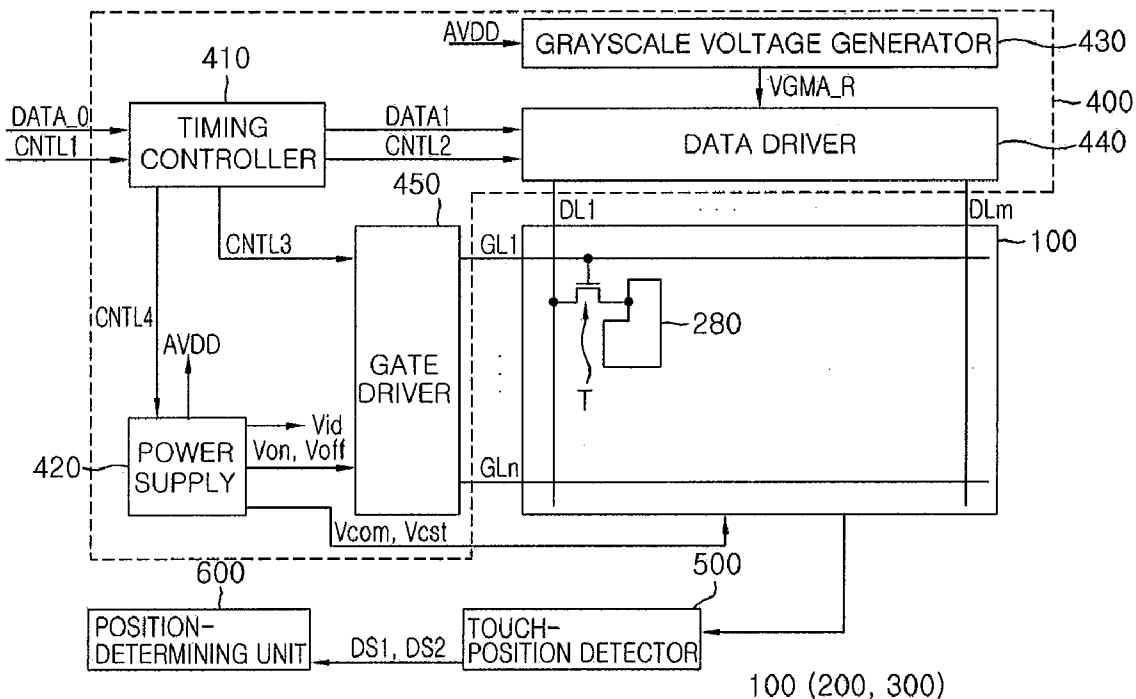 AVDD
GRAYSCALE VOLTAGE GENERATOR
430
410
VGMA_R
400
DATA_0
CNTL1
TIMING
CONTROLLER
DATA1
CNTL2
DATA DRIVER
440
450
DL1
. . .
DLm
CNTL3
GL1
100
CNTL4
AVDD
280
GATE
DRIVER
T
Vid
420
POWER
SUPPLY
Von, Voff
GLn
Vcom, Vcst
600
500
POSITION-
DETERMINING UNIT
DS1, DS2
TOUCH-
POSITION DETECTOR
100 (200, 300)